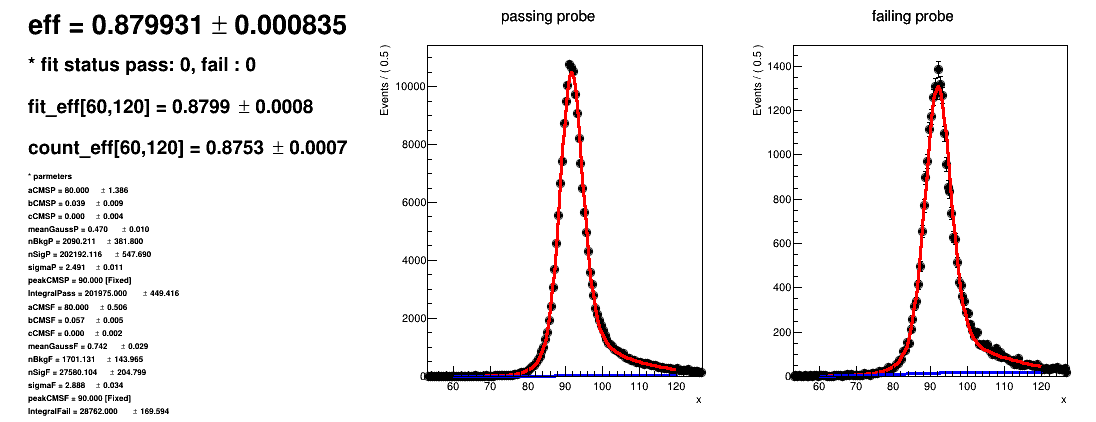 eff = 0.879931 ± 0.000835
* fit status pass: 0, fail : 0
fit_eff[60,120] = 0.8799 ± 0.0008
count_eff[60,120] = 0.8753 ± 0.0007
* parmeters
aCMSP = 80.000 ± 1.386
bCMSP = 0.039 ± 0.009
cCMSP = 0.000 ± 0.004
meanGaussP = 0.470 ± 0.010
nBkgP = 2090.211 ± 381.800
nSigP = 202192.116 ± 547.690
sigmaP = 2.491 ± 0.011
peakCMSP = 90.000 [Fixed]
IntegralPass = 201975.000 ± 449.416
aCMSF = 80.000 ± 0.506
bCMSF = 0.057 ± 0.005
cCMSF = 0.000 ± 0.002
meanGaussF = 0.742 ± 0.029
nBkgF = 1701.131 ± 143.965
nSigF = 27580.104 ± 204.799
sigmaF = 2.888 ± 0.034
peakCMSF = 90.000 [Fixed]
IntegralFail = 28762.000 ± 169.594
passing probe
Events / ( 0.5 )
10000
8000
6000
4000
2000
0
60 70 80 90 100 110 120
x
failing probe
Events / ( 0.5 )
1400
1200
1000
800
600
400
200
0
60 70 80 90 100 110 120
x